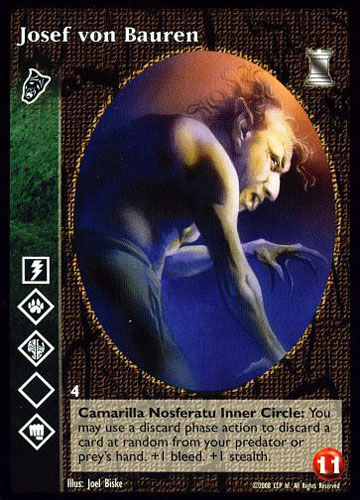 Josef von Bauren
4
Camarilla Nosferatu Inner Circle: You
may use a discard phase action to discard a
card at random from your predator or
prey's hand. +1 bleed. +1 stealth.
11
Illus: Joel Biske
©2008 CCP hf. All Rights Reserved